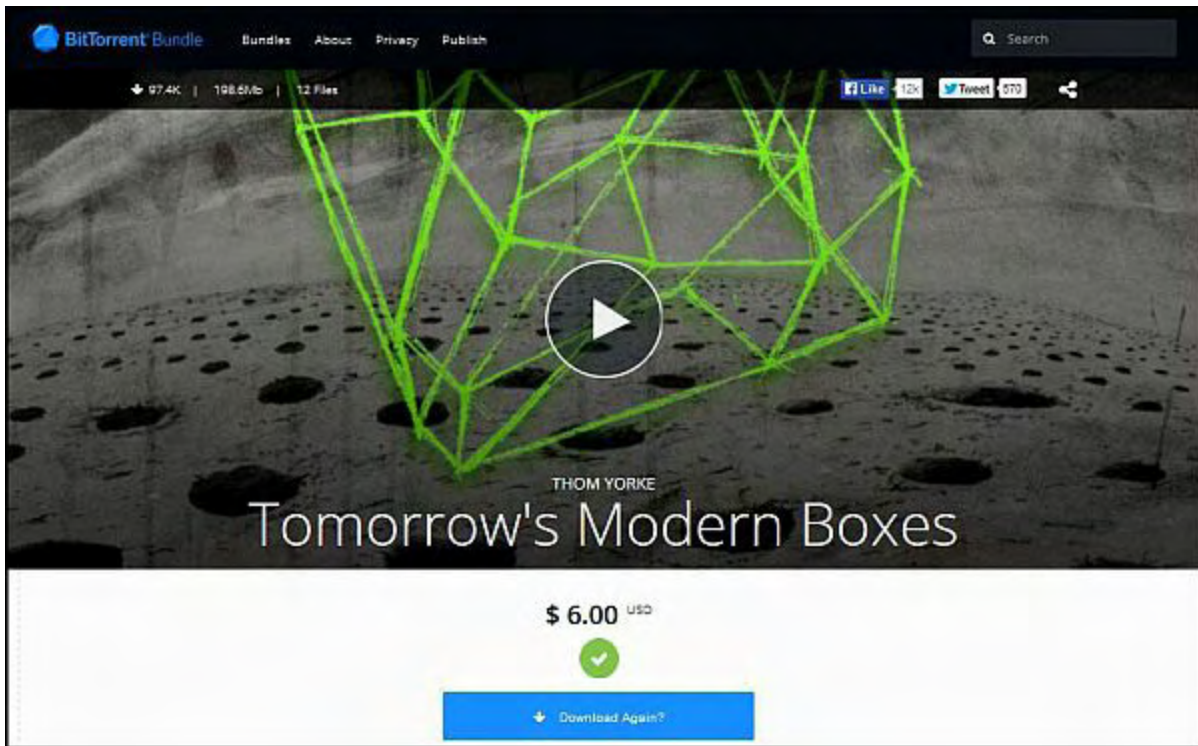 BitTorrent® Bundle Bundles About Privacy Publish Search
97.4K | 198.6Mb | 12 Files Like 12k Tweet 670
THOM YORKE
Tomorrow's Modern Boxes
$ 6.00 USD
Download Again?